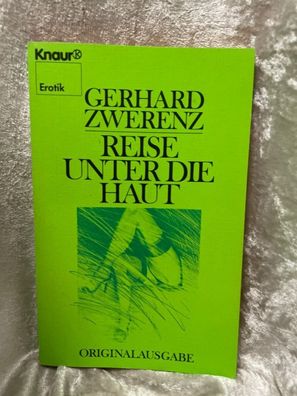 Knaur K
Erotik
GERHARD
ZWERENZ
REISE
UNTER DIE
HAUT
ORIGINALAUSGABE